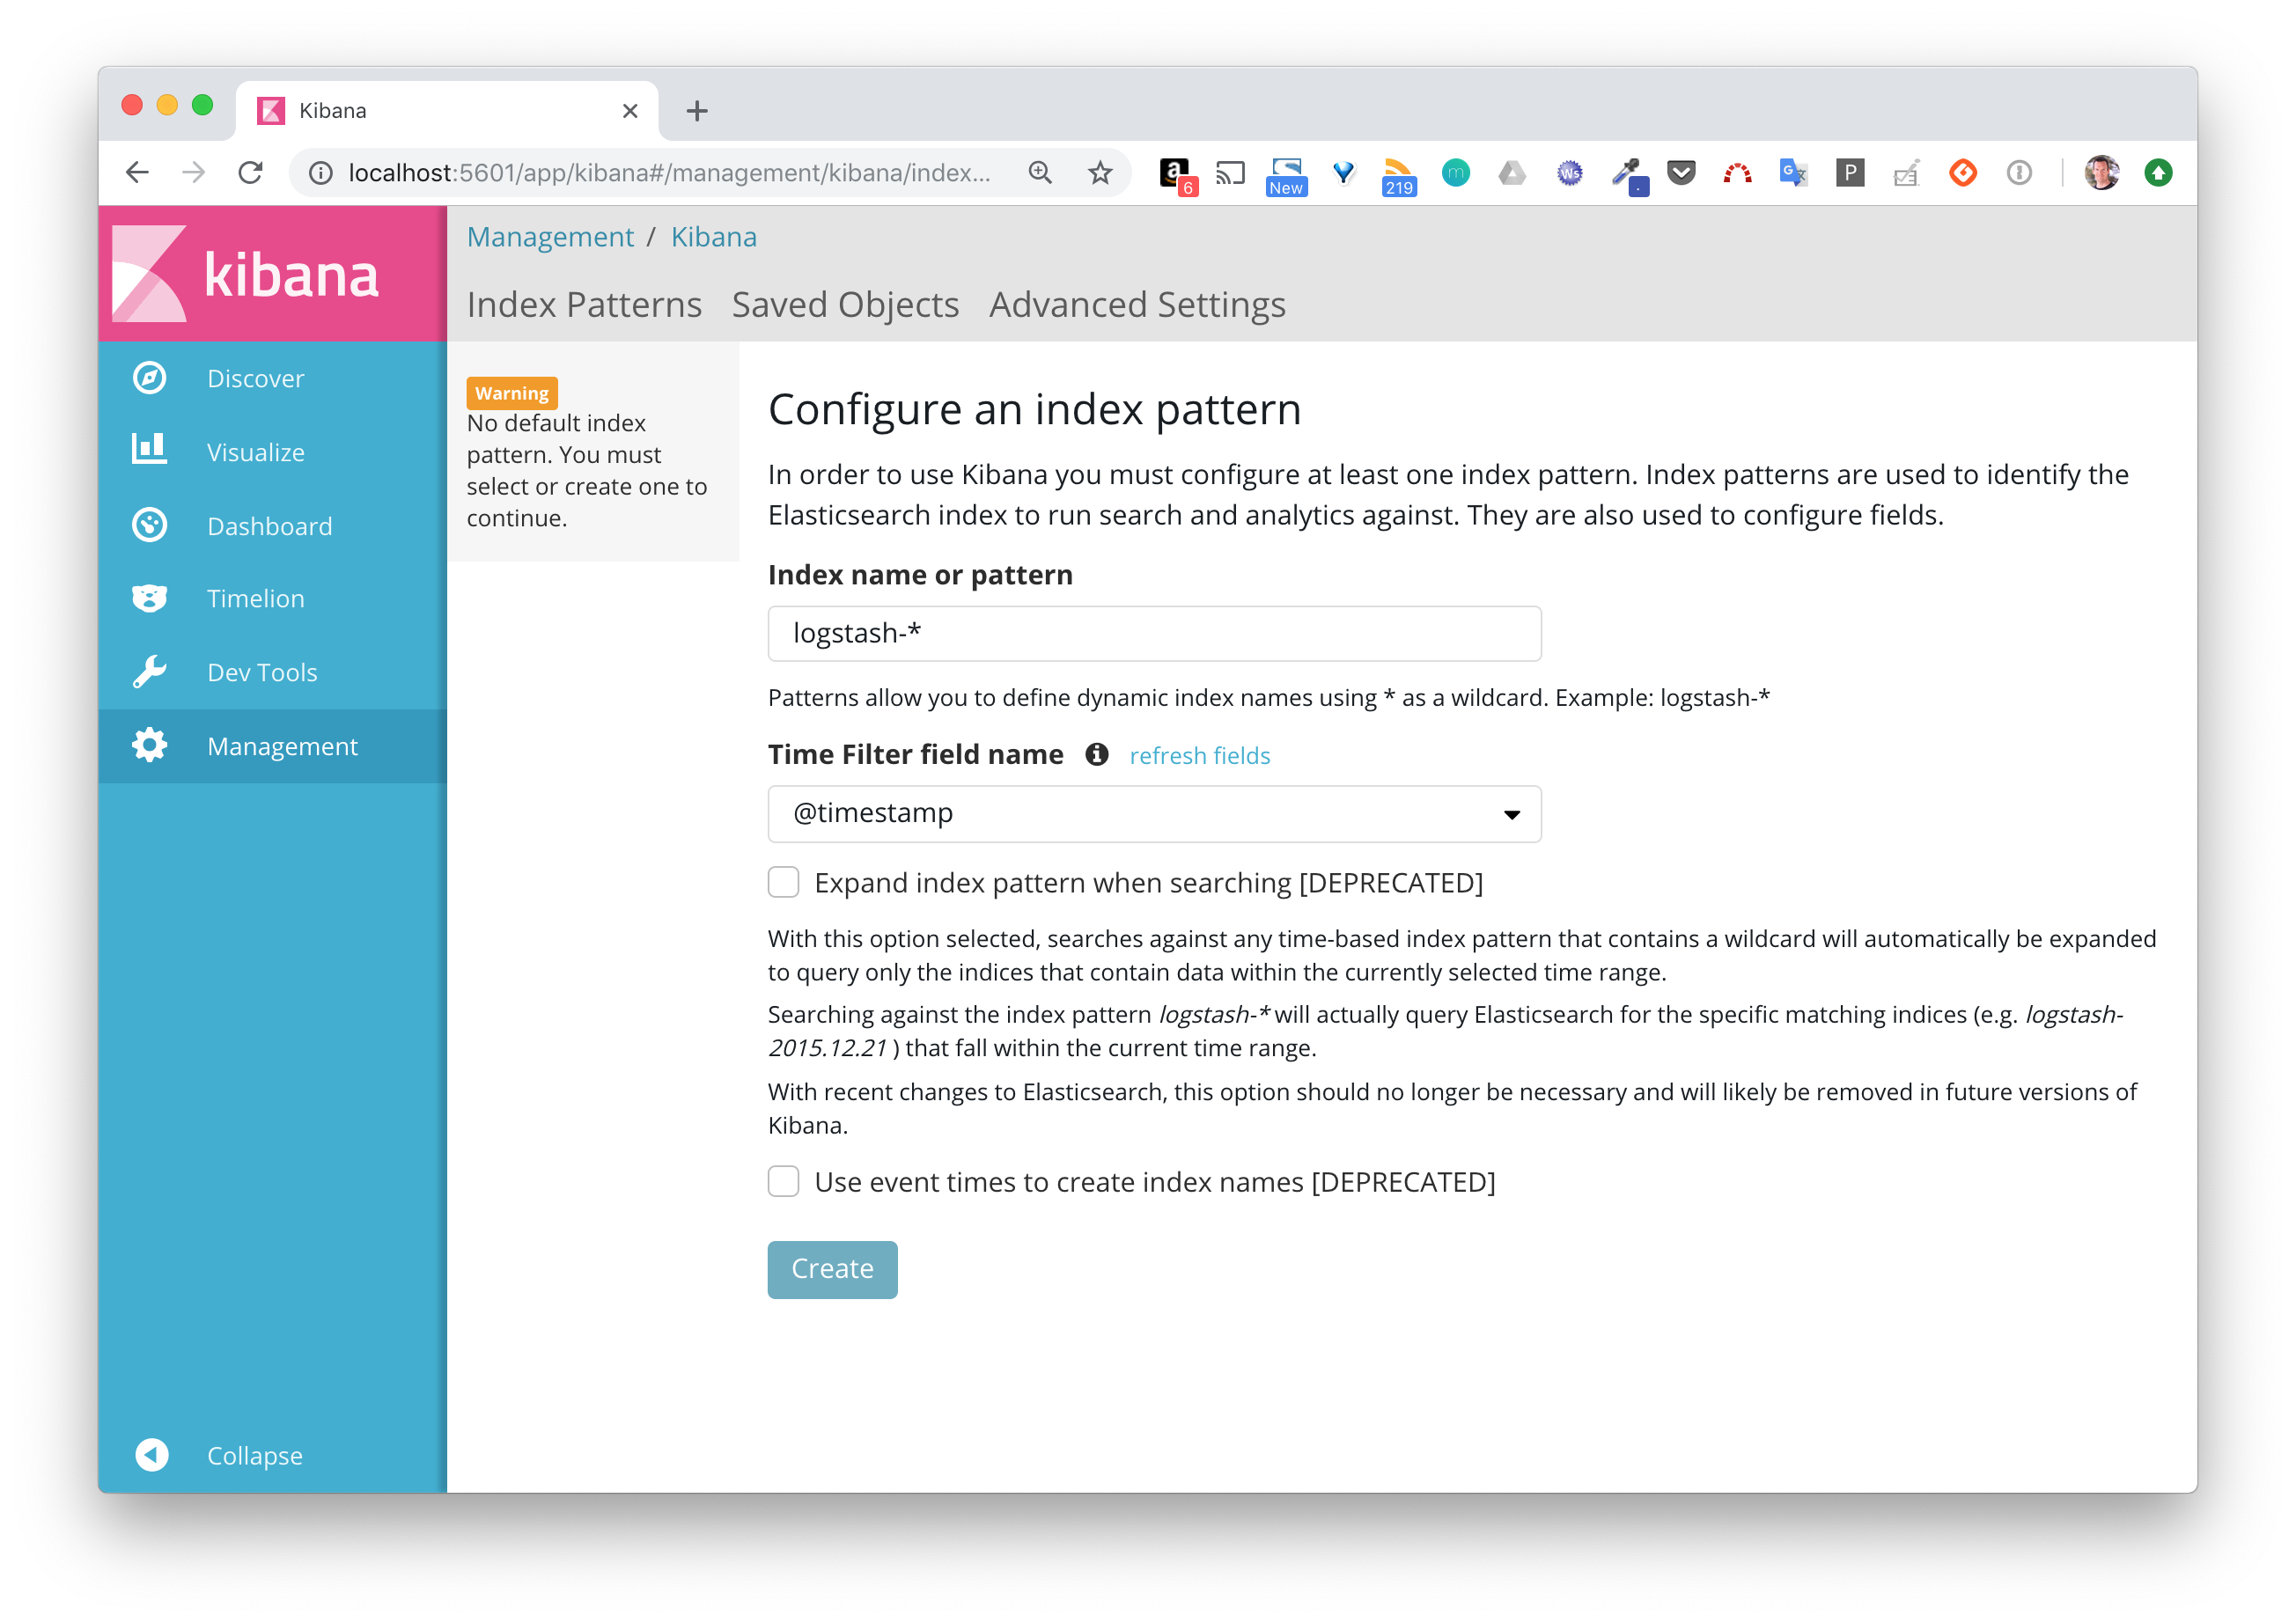 Kibana
localhost:5601/app/kibana#/management/kibana/index...
6
New
219
m
Ws
G
P
kibana
Management / Kibana
Index Patterns Saved Objects Advanced Settings
Discover
Visualize
Dashboard
Timelion
Dev Tools
Management
Collapse
Warning
No default index
pattern. You must
select or create one to
continue.
Configure an index pattern
In order to use Kibana you must configure at least one index pattern. Index patterns are used to identify the
Elasticsearch index to run search and analytics against. They are also used to configure fields.
Index name or pattern
logstash-*
Patterns allow you to define dynamic index names using * as a wildcard. Example: logstash-*
Time Filter field name refresh fields
@timestamp
Expand index pattern when searching [DEPRECATED]
With this option selected, searches against any time-based index pattern that contains a wildcard will automatically be expanded
to query only the indices that contain data within the currently selected time range.
Searching against the index pattern logstash-* will actually query Elasticsearch for the specific matching indices (e.g. logstash-
2015.12.21 ) that fall within the current time range.
With recent changes to Elasticsearch, this option should no longer be necessary and will likely be removed in future versions of
Kibana.
Use event times to create index names [DEPRECATED]
Create